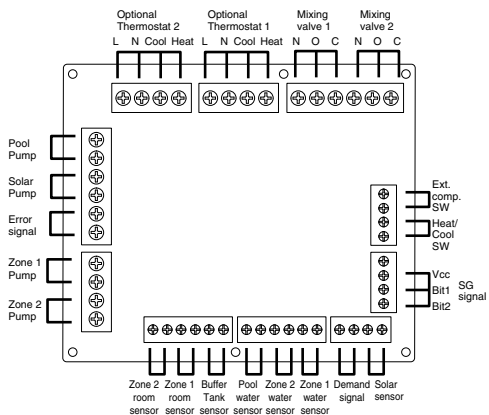 Optional Thermostat 2
Optional Thermostat 1
Mixing valve 1
Mixing valve 2
L N Cool Heat
L N Cool Heat
N O C
N O C
Pool Pump
Solar Pump
Error signal
Zone 1 Pump
Zone 2 Pump
Ext. comp. SW
Heat/ Cool SW
Vcc
Bit1
Bit2
SG signal
Zone 2 room sensor
Zone 1 room sensor
Buffer Tank sensor
Pool water sensor
Zone 2 water sensor
Zone 1 water sensor
Demand signal
Solar sensor